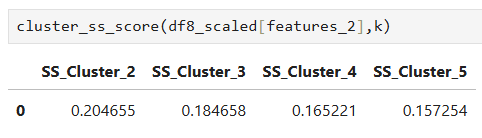 cluster_ss_score(df8_scaled[features_2],k)
SS_Cluster_2 SS_Cluster_3 SS_Cluster_4 SS_Cluster_5
0 0.204655 0.184658 0.165221 0.157254